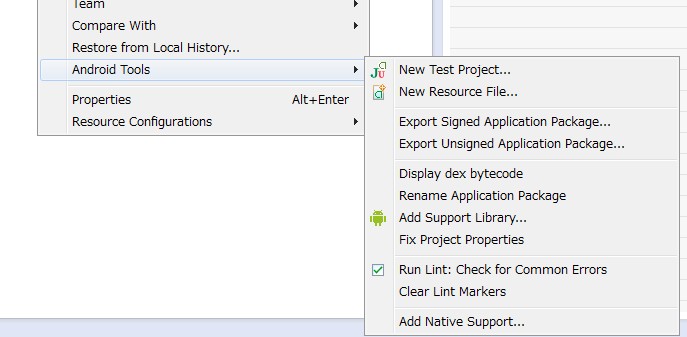 Team
Compare With
Restore from Local History...
Android Tools
Properties Alt+Enter
Resource Configurations
New Test Project...
New Resource File...
Export Signed Application Package...
Export Unsigned Application Package...
Display dex bytecode
Rename Application Package
Add Support Library...
Fix Project Properties
Run Lint: Check for Common Errors
Clear Lint Markers
Add Native Support...